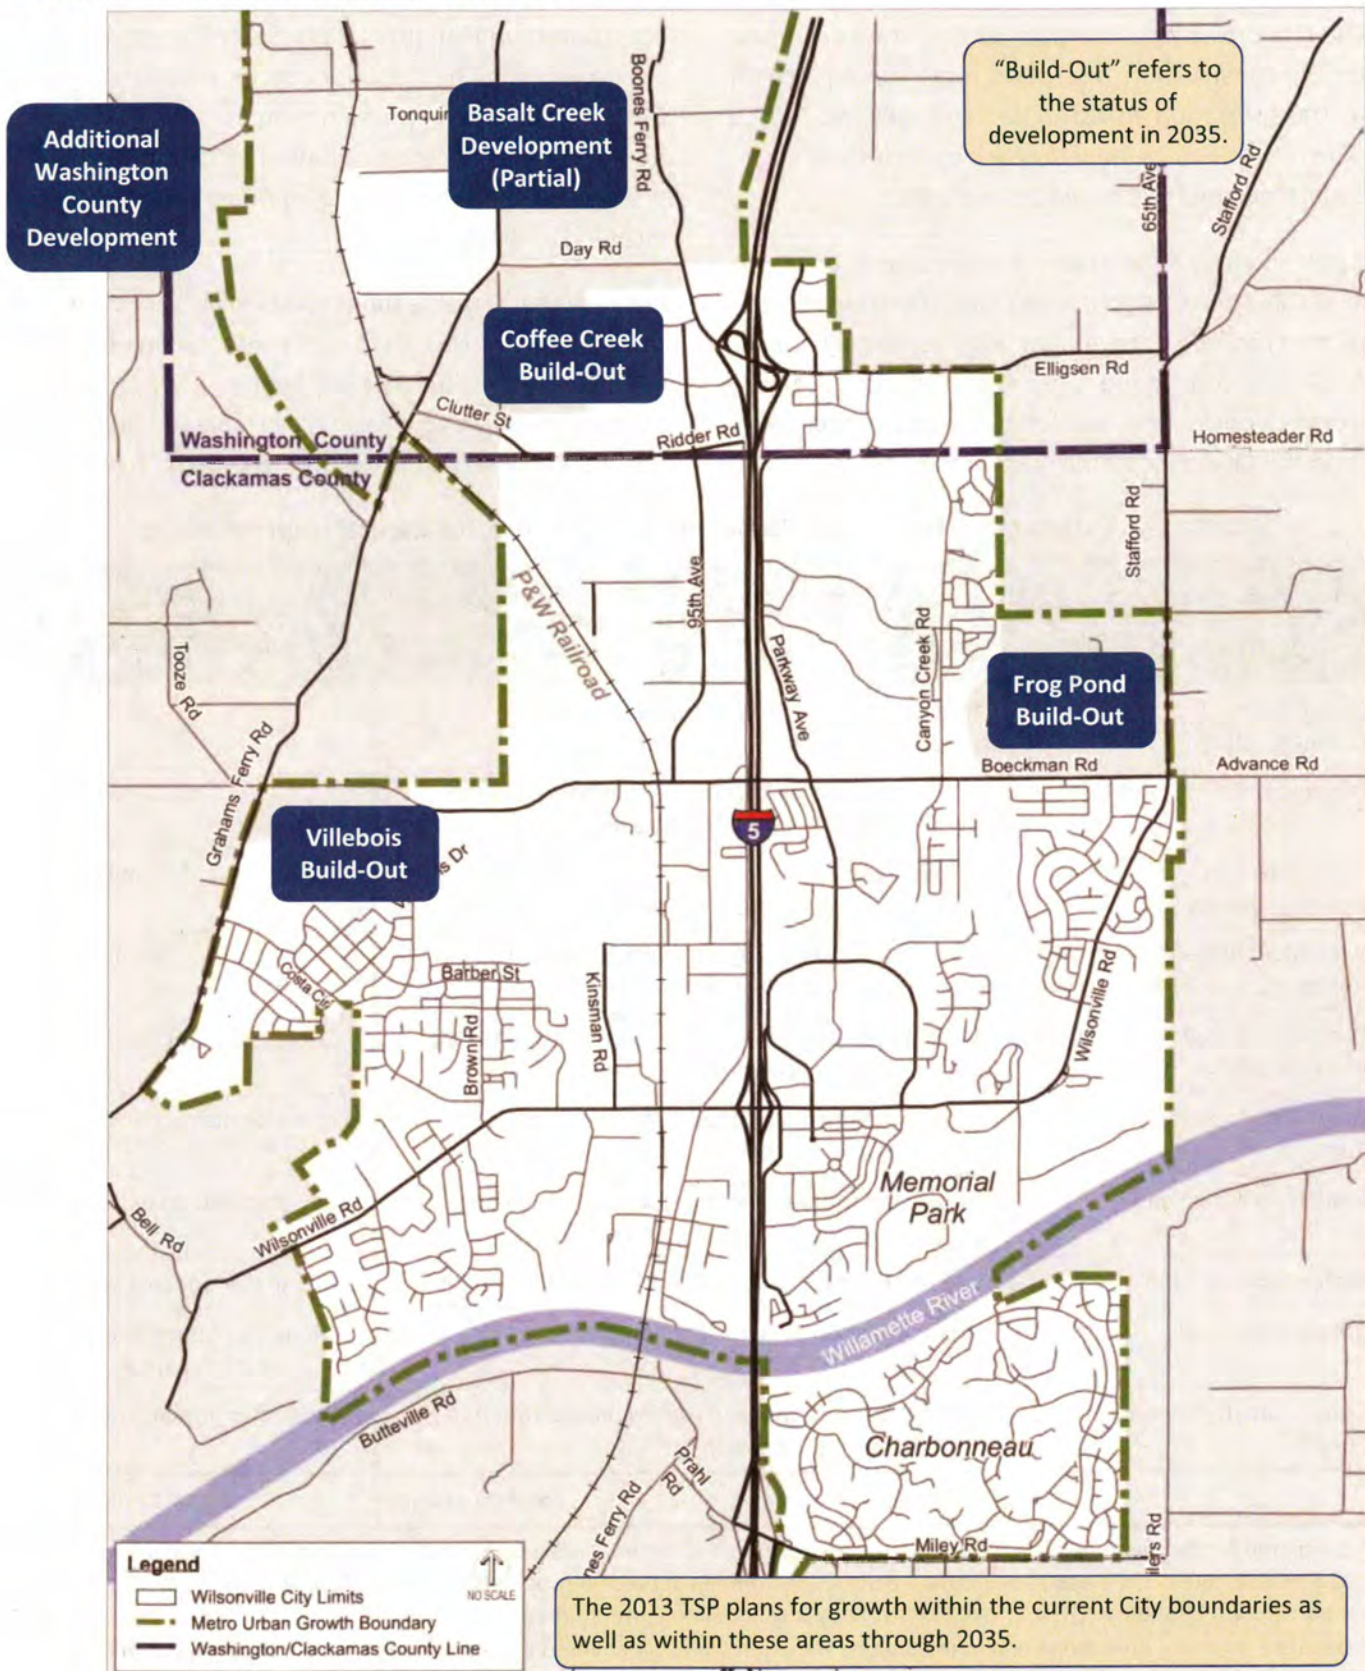 "Build-Out" refers to
the status of
development in 2035.
Additional
Washington
County
Development
Basalt Creek
Development
(Partial)
Boones Ferry Rd
65th Ave
Stafford Rd
Day Rd
Coffee Creek
Build-Out
Elligsen Rd
Clutter St
Ridder Rd
Washington County
Clackamas County
Homesteader Rd
Stafford Rd
P&W Railroad
95th Ave
Parkway Ave
Canyon Creek Rd
Tooze Rd
Grahams Ferry Rd
Frog Pond
Build-Out
Boeckman Rd
Advance Rd
Villebois
Build-Out
Dr
5
Costa Cir
Barber St
Brown Rd
Kinsman Rd
Wilsonville Rd
Memorial
Park
Bell Rd
Wilsonville Rd
Willamette River
Butteville Rd
Charbonneau
Prahl
Rd
Miley Rd
Legend
Wilsonville City Limits
Metro Urban Growth Boundary
Washington/Clackamas County Line
NO SCALE
The 2013 TSP plans for growth within the current City boundaries as
well as within these areas through 2035.